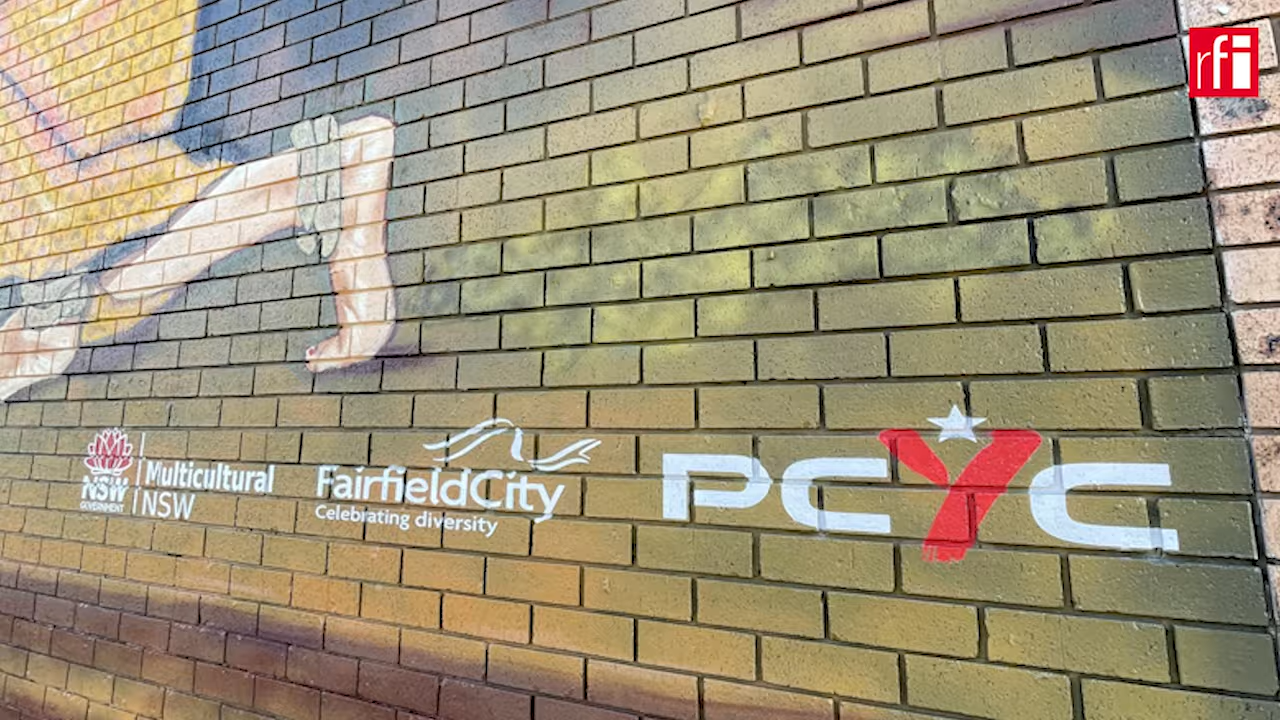 rfi
NSW
GOVERNMENT
Multicultural
NSW
FairfieldCity
Celebrating diversity
PCYC